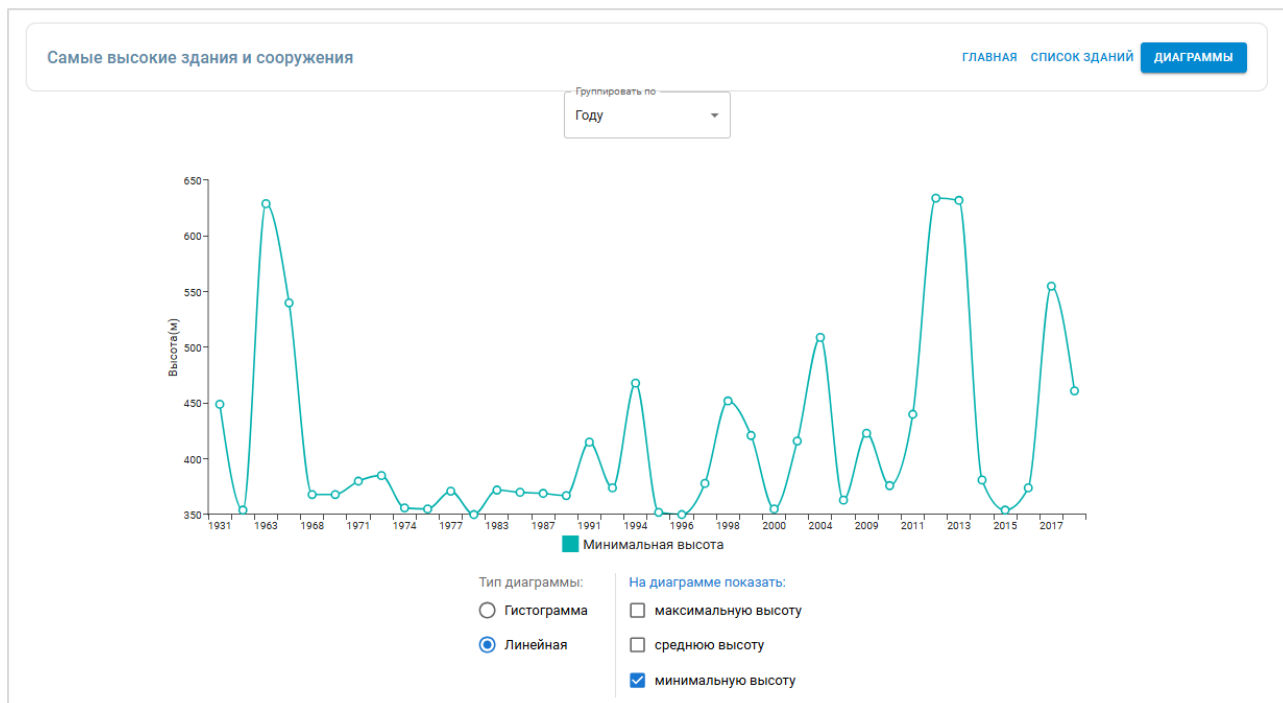 Самые высокие здания и сооружения
ГЛАВНАЯ СПИСОК ЗДАНИЙ ДИАГРАММЫ
Группировать по
Году
650
600
550
500
450
400
350
Высота(м)
1931 1963 1968 1971 1974 1977 1983 1987 1991 1994 1996 1998 2000 2004 2009 2011 2013 2015 2017
Минимальная высота
Тип диаграммы:
Гистограмма
Линейная
На диаграмме показать:
максимальную высоту
среднюю высоту
минимальную высоту